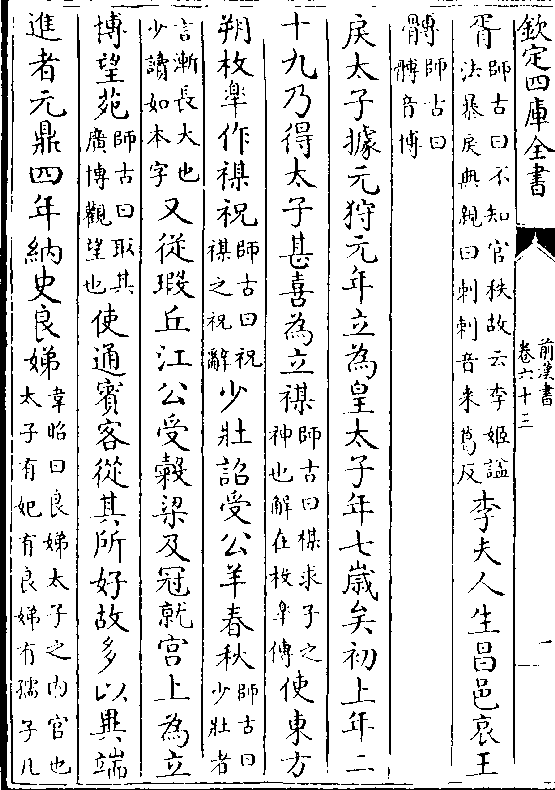 欽定四庫全書
前漢書
卷六十三
一
胥師古曰不知官秩故云李姬諡
法暴戾無親曰刺刺音來葛反李夫人生昌邑哀王
髆師古曰
髆音博
戾太子據元狩元年立為皇太子年七歲矣初上年二
十九乃得太子甚喜為立禖師古曰禖求子之
神也解在枚臯傳使東方
朔枚臯作禖祝師古曰祝
禖之祝辭少壯詔受公羊春秋師古曰
少壯者
言漸長大也
少讀如本字又從瑕丘江公受穀梁及冠就宮上為立
博望苑師古曰取其
廣博觀望也使通賓客從其所好故多以異端
進者元鼎四年納史良娣韋昭曰良娣太子之內官也
太子有妃有良娣有孺子凡